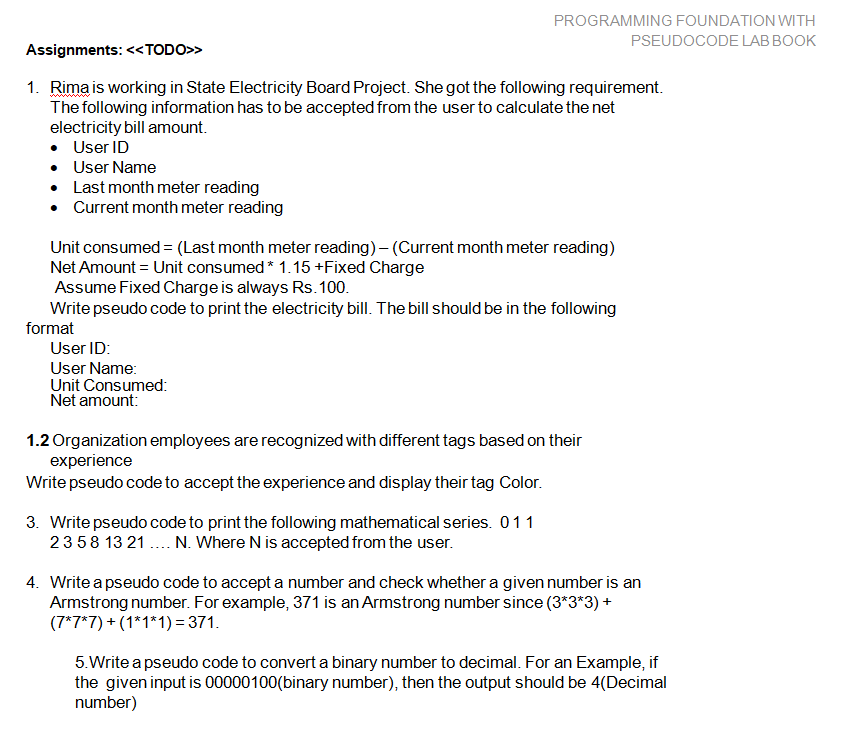 PROGRAMMING FOUNDATION WITH
PSEUDOCODE LAB BOOK
Assignments: <<TODO>>
1. Rima is working in State Electricity Board Project. She got the following requirement.
The following information has to be accepted from the user to calculate the net
electricity bill amount.
• User ID
• User Name
• Last month meter reading
• Current month meter reading
Unit consumed = (Last month meter reading) – (Current month meter reading)
Net Amount = Unit consumed * 1.15 +Fixed Charge
Assume Fixed Charge is always Rs.100.
Write pseudo code to print the electricity bill. The bill should be in the following
format
User ID:
User Name:
Unit Consumed:
Net amount:
1.2 Organization employees are recognized with different tags based on their
experience
Write pseudo code to accept the experience and display their tag Color.
3. Write pseudo code to print the following mathematical series. 0 1 1
2 3 5 8 13 21 .... N. Where N is accepted from the user.
4. Write a pseudo code to accept a number and check whether a given number is an
Armstrong number. For example, 371 is an Armstrong number since (3*3*3) +
(7*7*7) + (1*1*1) = 371.
5.Write a pseudo code to convert a binary number to decimal. For an Example, if
the given input is 00000100(binary number), then the output should be 4(Decimal
number)